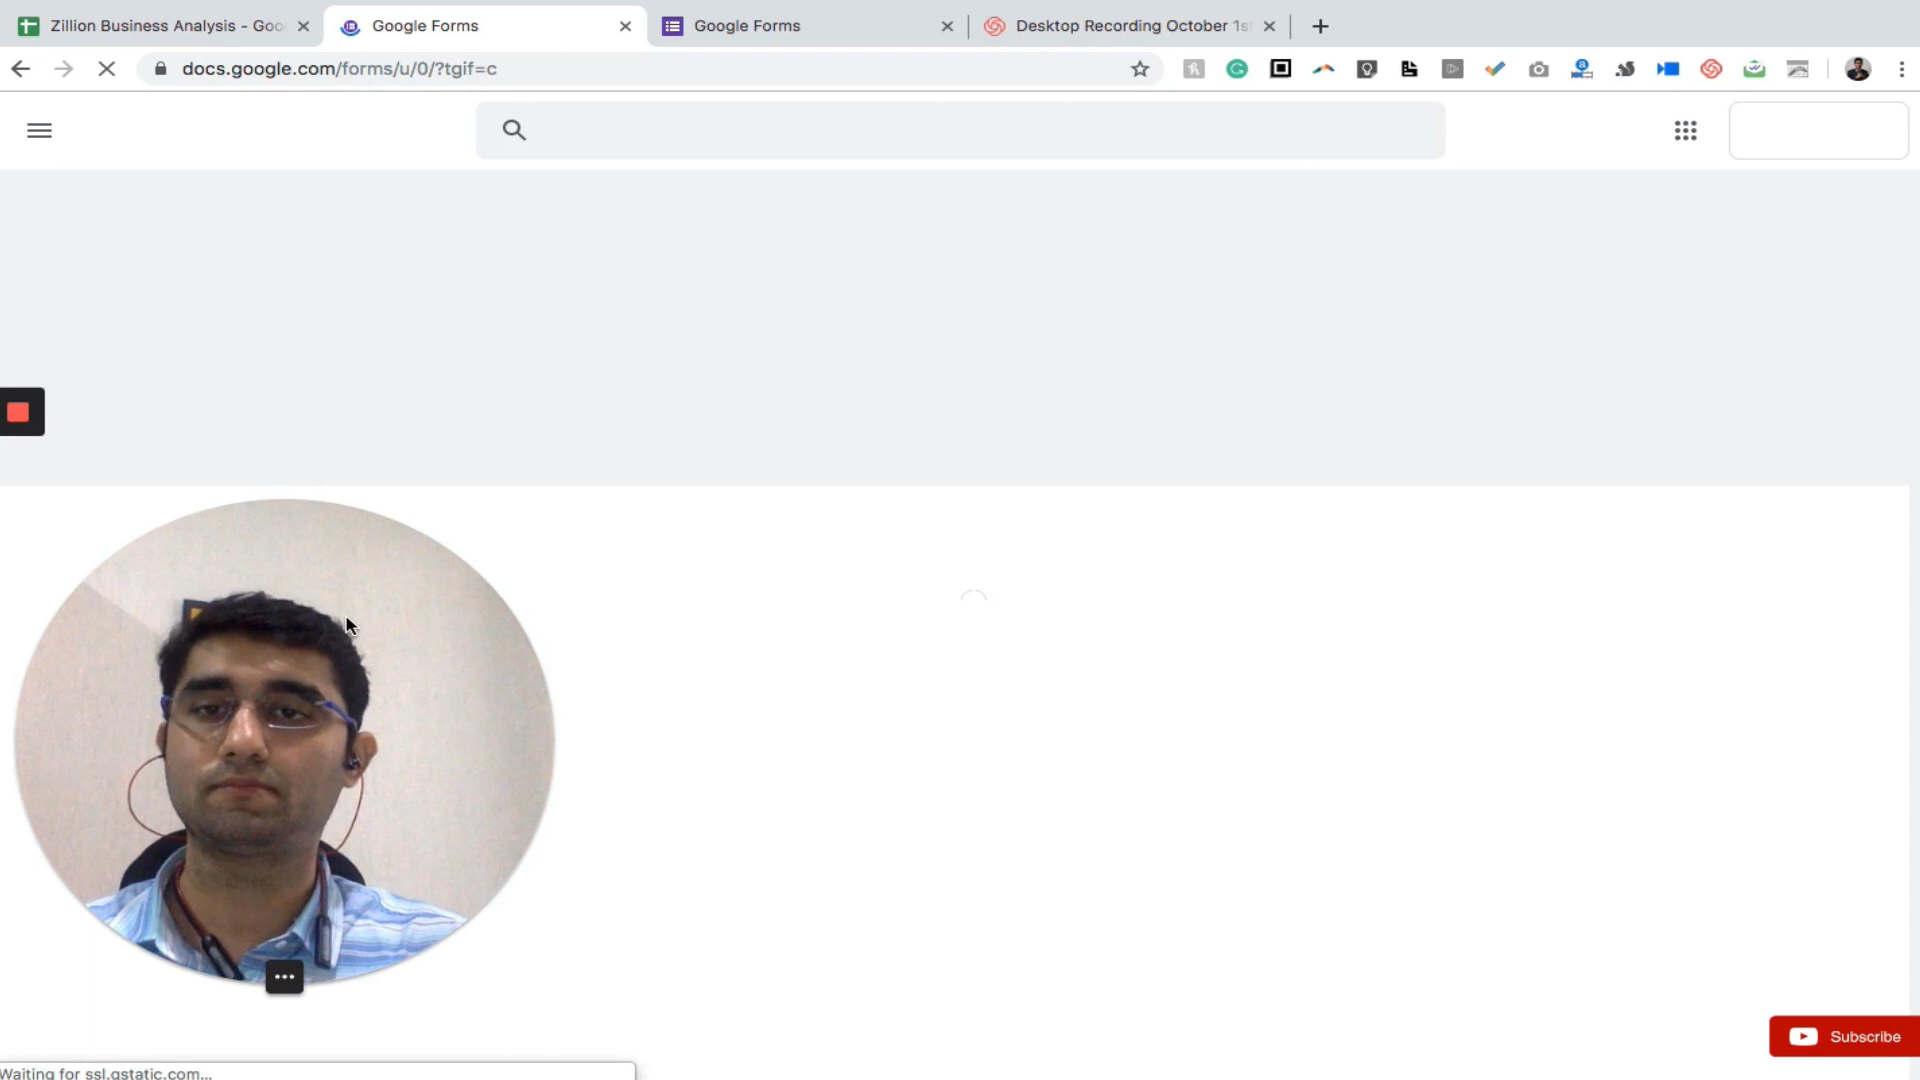 Zillion Business Analysis - Goo
Google Forms
Google Forms
Desktop Recording October 1s
docs.google.com/forms/u/0/?tgif=c
Waiting for ssl.gstatic.com...
Subscribe